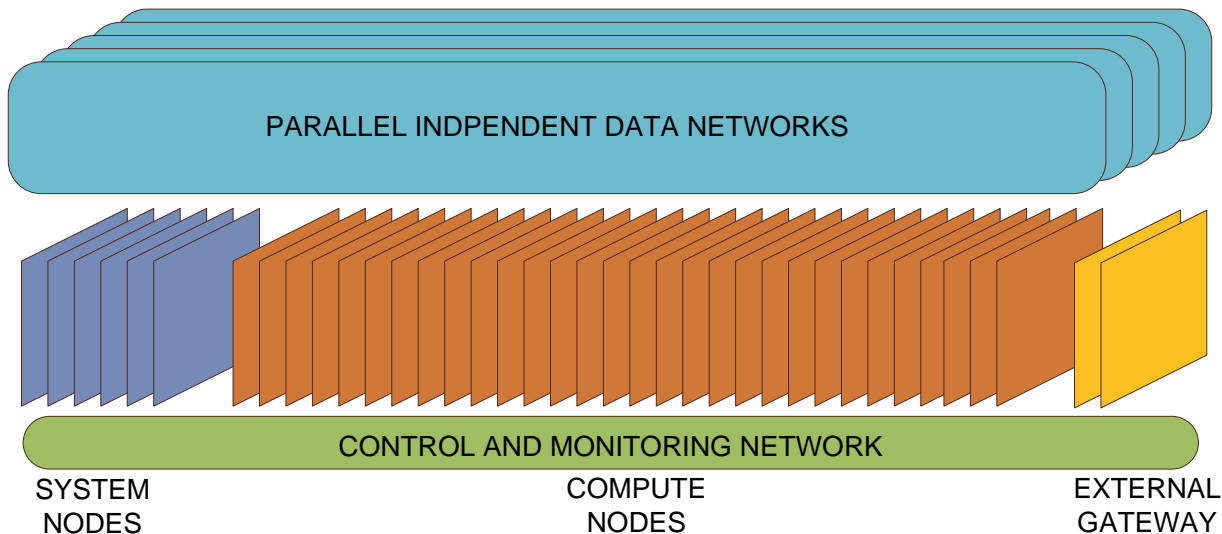 PARALLEL INDPENDENT DATA NETWORKS
CONTROL AND MONITORING NETWORK
SYSTEM
NODES
COMPUTE
NODES
EXTERNAL
GATEWAY